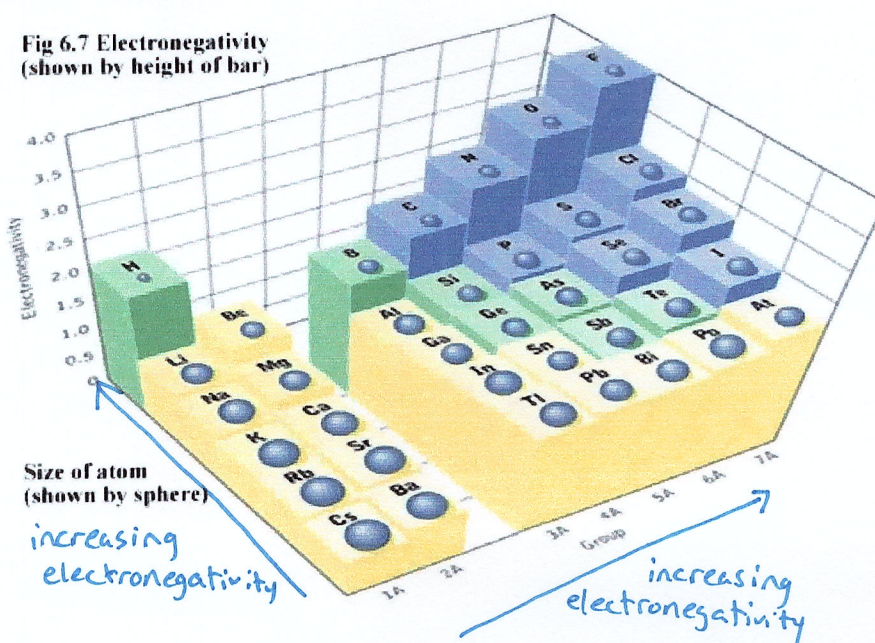 Fig 6.7 Electronegativity
(shown by height of bar)
4.0
3.5
3.0
2.5
2.0
1.5
1.0
0.5
0
Electronegativity
H
Li Be
Na Mg
K Ca
Rb Sr
Cs Ba
B C N O F
Al Si P S Cl
Ga Ge As Se Br
In Sn Sb Te I
Tl Pb Bi Po At
1A 2A 3A 4A 5A 6A 7A
Group
Size of atom
(shown by sphere)
increasing
electronegativity
increasing
electronegativity